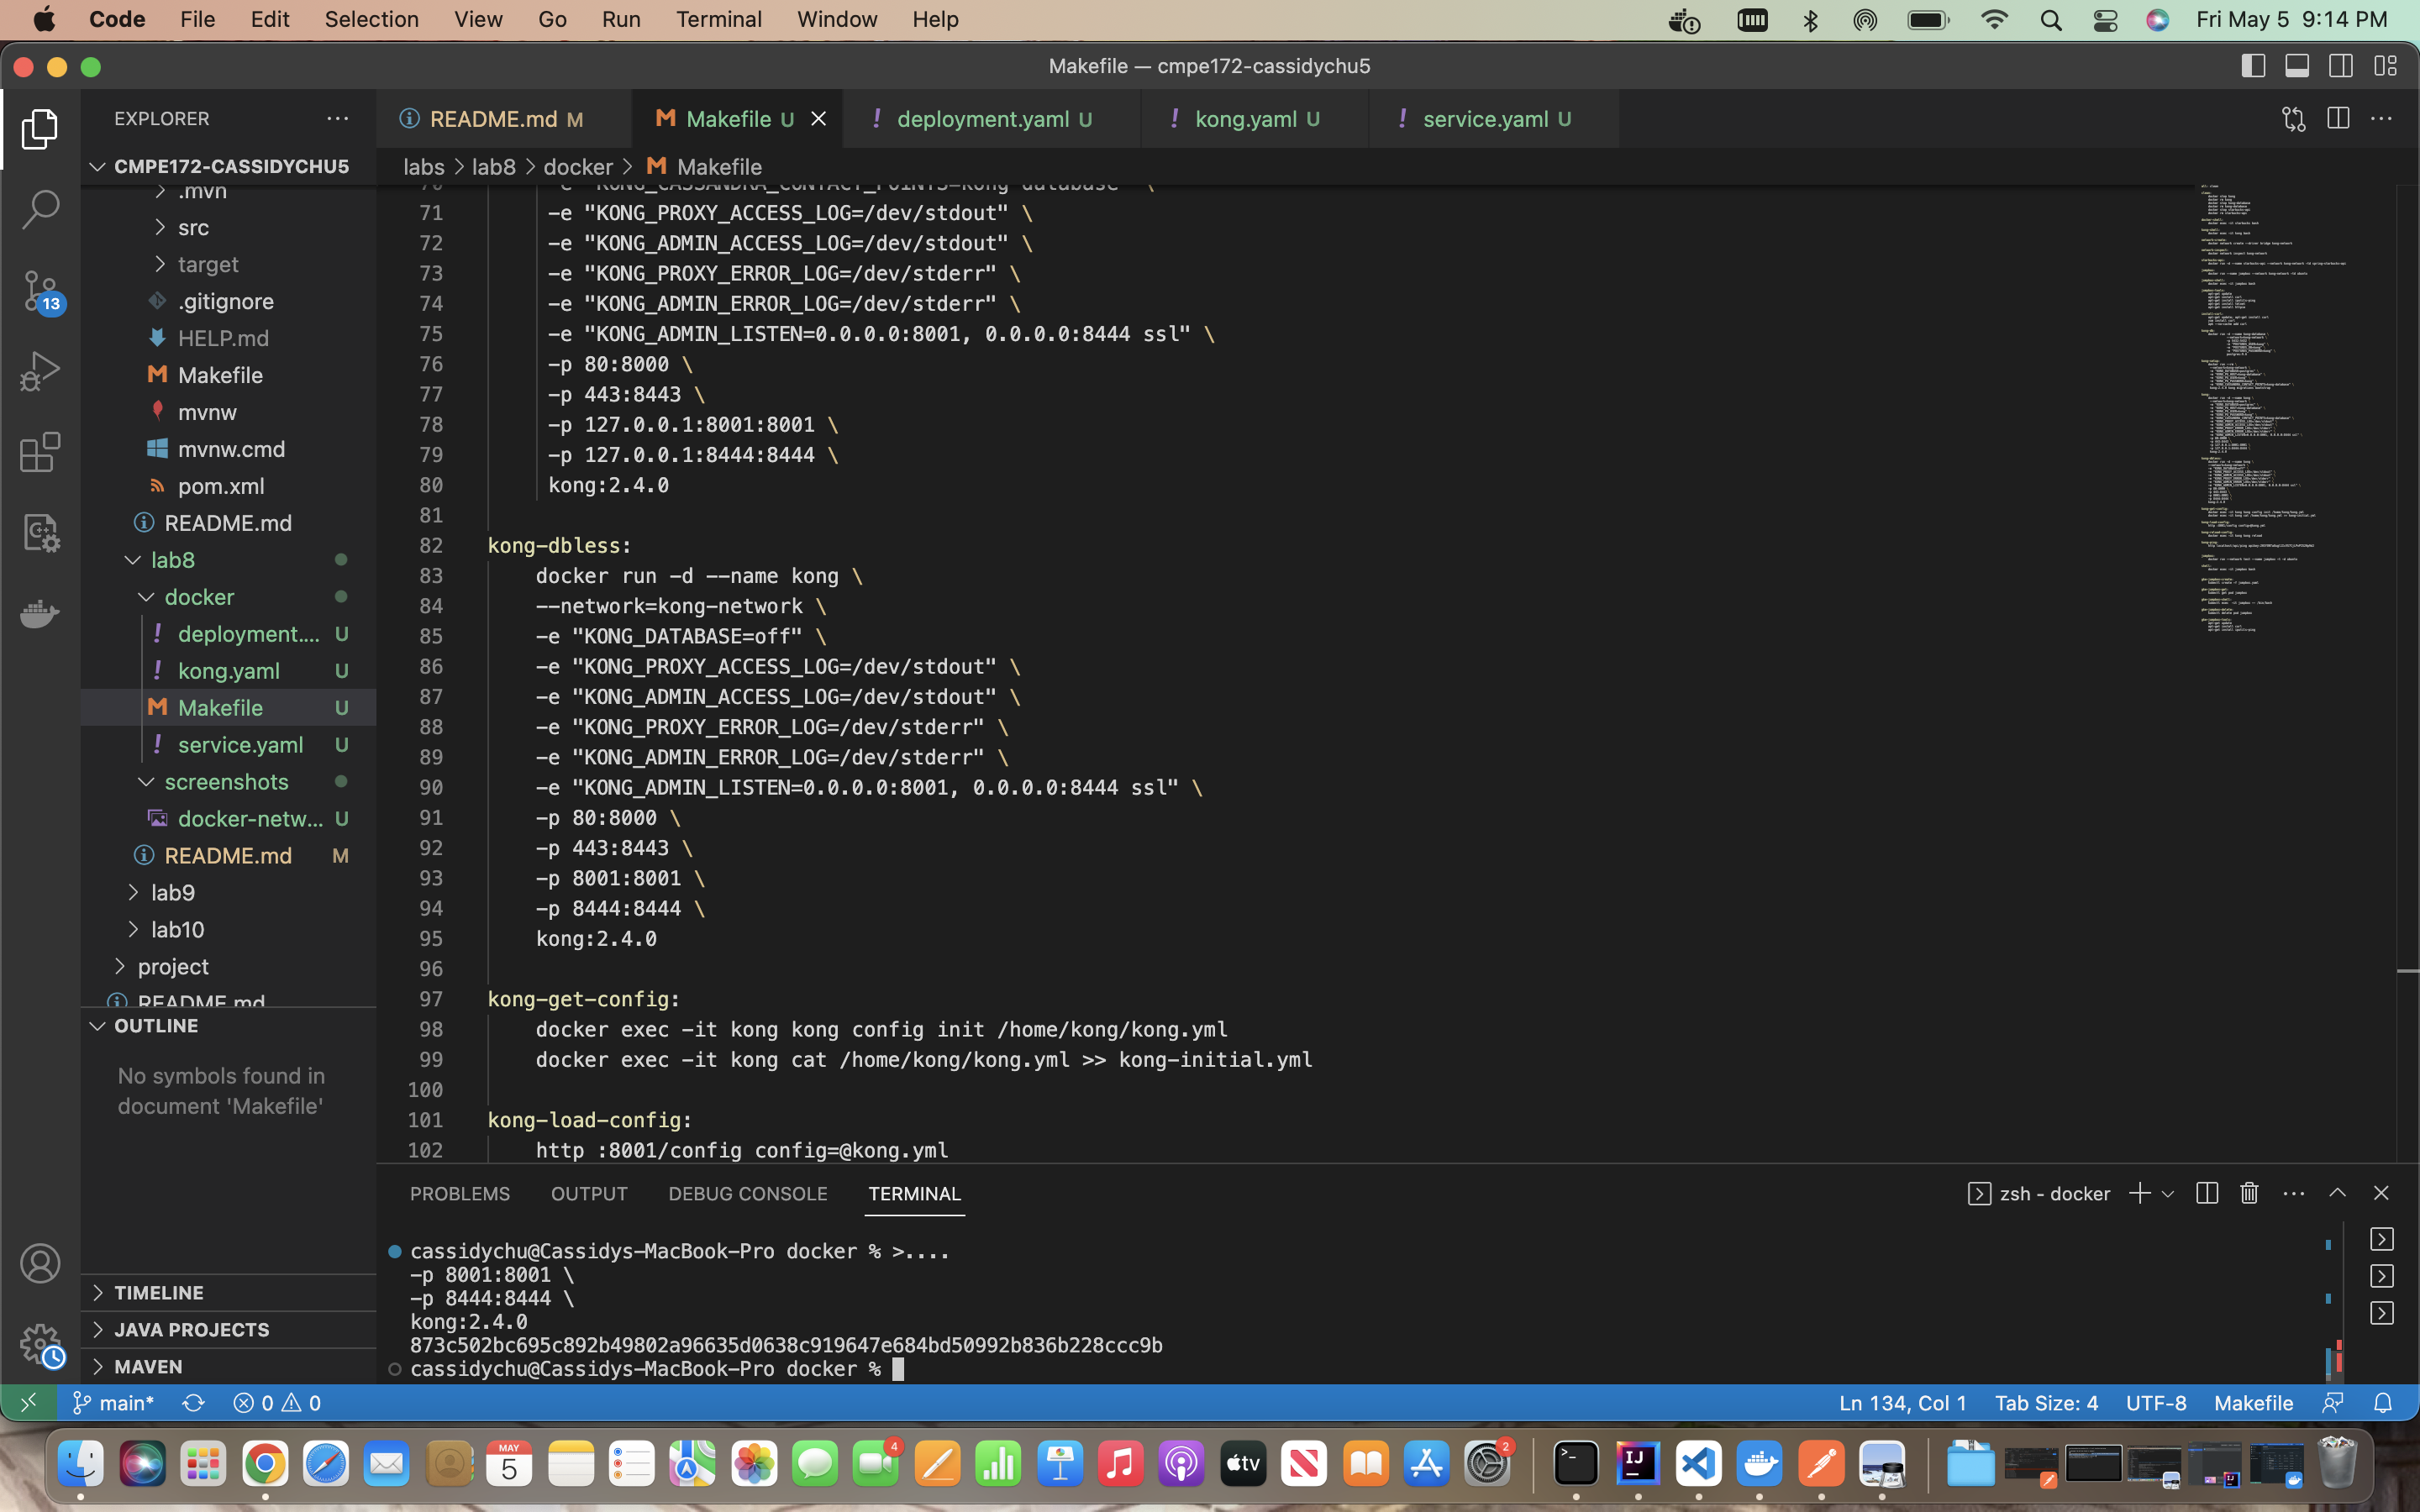 Code File Edit Selection View Go Run Terminal Window Help Fri May 5 9:14 PM
Makefile — cmpe172-cassidychu5
EXPLORER
CMPE172-CASSIDYCHU5
.mvn
src
target
.gitignore
HELP.md
Makefile
mvnw
mvnw.cmd
pom.xml
README.md
lab8
docker
deployment.... U
kong.yaml U
Makefile U
service.yaml U
screenshots
docker-netw... U
README.md M
lab9
lab10
project
README.md
OUTLINE
No symbols found in
document 'Makefile'
TIMELINE
JAVA PROJECTS
MAVEN
13
README.md M Makefile U deployment.yaml U kong.yaml U service.yaml U
labs > lab8 > docker > Makefile
70 -e "KONG_CASSANDRA_CONTACT_POINTS=kong-database" \
71 -e "KONG_PROXY_ACCESS_LOG=/dev/stdout" \
72 -e "KONG_ADMIN_ACCESS_LOG=/dev/stdout" \
73 -e "KONG_PROXY_ERROR_LOG=/dev/stderr" \
74 -e "KONG_ADMIN_ERROR_LOG=/dev/stderr" \
75 -e "KONG_ADMIN_LISTEN=0.0.0.0:8001, 0.0.0.0:8444 ssl" \
76 -p 80:8000 \
77 -p 443:8443 \
78 -p 127.0.0.1:8001:8001 \
79 -p 127.0.0.1:8444:8444 \
80 kong:2.4.0
81
82 kong-dbless:
83 docker run -d --name kong \
84 --network=kong-network \
85 -e "KONG_DATABASE=off" \
86 -e "KONG_PROXY_ACCESS_LOG=/dev/stdout" \
87 -e "KONG_ADMIN_ACCESS_LOG=/dev/stdout" \
88 -e "KONG_PROXY_ERROR_LOG=/dev/stderr" \
89 -e "KONG_ADMIN_ERROR_LOG=/dev/stderr" \
90 -e "KONG_ADMIN_LISTEN=0.0.0.0:8001, 0.0.0.0:8444 ssl" \
91 -p 80:8000 \
92 -p 443:8443 \
93 -p 8001:8001 \
94 -p 8444:8444 \
95 kong:2.4.0
96
97 kong-get-config:
98 docker exec -it kong kong config init /home/kong/kong.yml
99 docker exec -it kong cat /home/kong/kong.yml >> kong-initial.yml
100
101 kong-load-config:
102 http :8001/config config=@kong.yml
PROBLEMS OUTPUT DEBUG CONSOLE TERMINAL zsh - docker
cassidychu@Cassidys-MacBook-Pro docker % >....
-p 8001:8001 \
-p 8444:8444 \
kong:2.4.0
873c502bc695c892b49802a96635d0638c919647e684bd50992b836b228ccc9b
cassidychu@Cassidys-MacBook-Pro docker %
main* 0 0 Ln 134, Col 1 Tab Size: 4 UTF-8 Makefile
MAY
5
4
tv
2
IJ